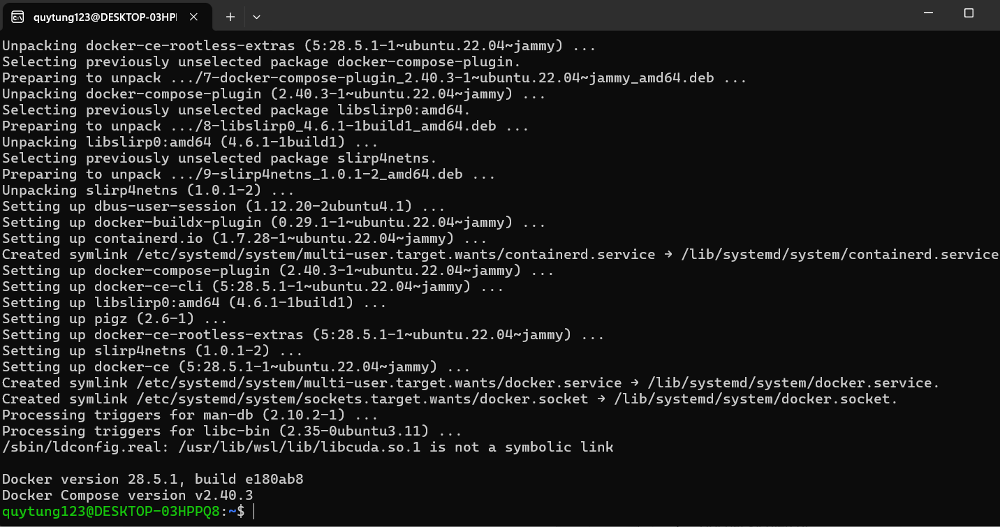 quytung123@DESKTOP-03HPI
Unpacking docker-ce-rootless-extras (5:28.5.1-1~ubuntu.22.04~jammy) ...
Selecting previously unselected package docker-compose-plugin.
Preparing to unpack .../7-docker-compose-plugin_2.40.3-1~ubuntu.22.04~jammy_amd64.deb ...
Unpacking docker-compose-plugin (2.40.3-1~ubuntu.22.04~jammy) ...
Selecting previously unselected package libslirp0:amd64.
Preparing to unpack .../8-libslirp0_4.6.1-1build1_amd64.deb ...
Unpacking libslirp0:amd64 (4.6.1-1build1) ...
Selecting previously unselected package slirp4netns.
Preparing to unpack .../9-slirp4netns_1.0.1-2_amd64.deb ...
Unpacking slirp4netns (1.0.1-2) ...
Setting up dbus-user-session (1.12.20-2ubuntu4.1) ...
Setting up docker-buildx-plugin (0.29.1-1~ubuntu.22.04~jammy) ...
Setting up containerd.io (1.7.28-1~ubuntu.22.04~jammy) ...
Created symlink /etc/systemd/system/multi-user.target.wants/containerd.service → /lib/systemd/system/containerd.service
Setting up docker-compose-plugin (2.40.3-1~ubuntu.22.04~jammy) ...
Setting up docker-ce-cli (5:28.5.1-1~ubuntu.22.04~jammy) ...
Setting up libslirp0:amd64 (4.6.1-1build1) ...
Setting up pigz (2.6-1) ...
Setting up docker-ce-rootless-extras (5:28.5.1-1~ubuntu.22.04~jammy) ...
Setting up slirp4netns (1.0.1-2) ...
Setting up docker-ce (5:28.5.1-1~ubuntu.22.04~jammy) ...
Created symlink /etc/systemd/system/multi-user.target.wants/docker.service → /lib/systemd/system/docker.service.
Created symlink /etc/systemd/system/sockets.target.wants/docker.socket → /lib/systemd/system/docker.socket.
Processing triggers for man-db (2.10.2-1) ...
Processing triggers for libc-bin (2.35-0ubuntu3.11) ...
/sbin/ldconfig.real: /usr/lib/wsl/lib/libcuda.so.1 is not a symbolic link
Docker version 28.5.1, build e180ab8
Docker Compose version v2.40.3
quytung123@DESKTOP-03HPPQ8:~$